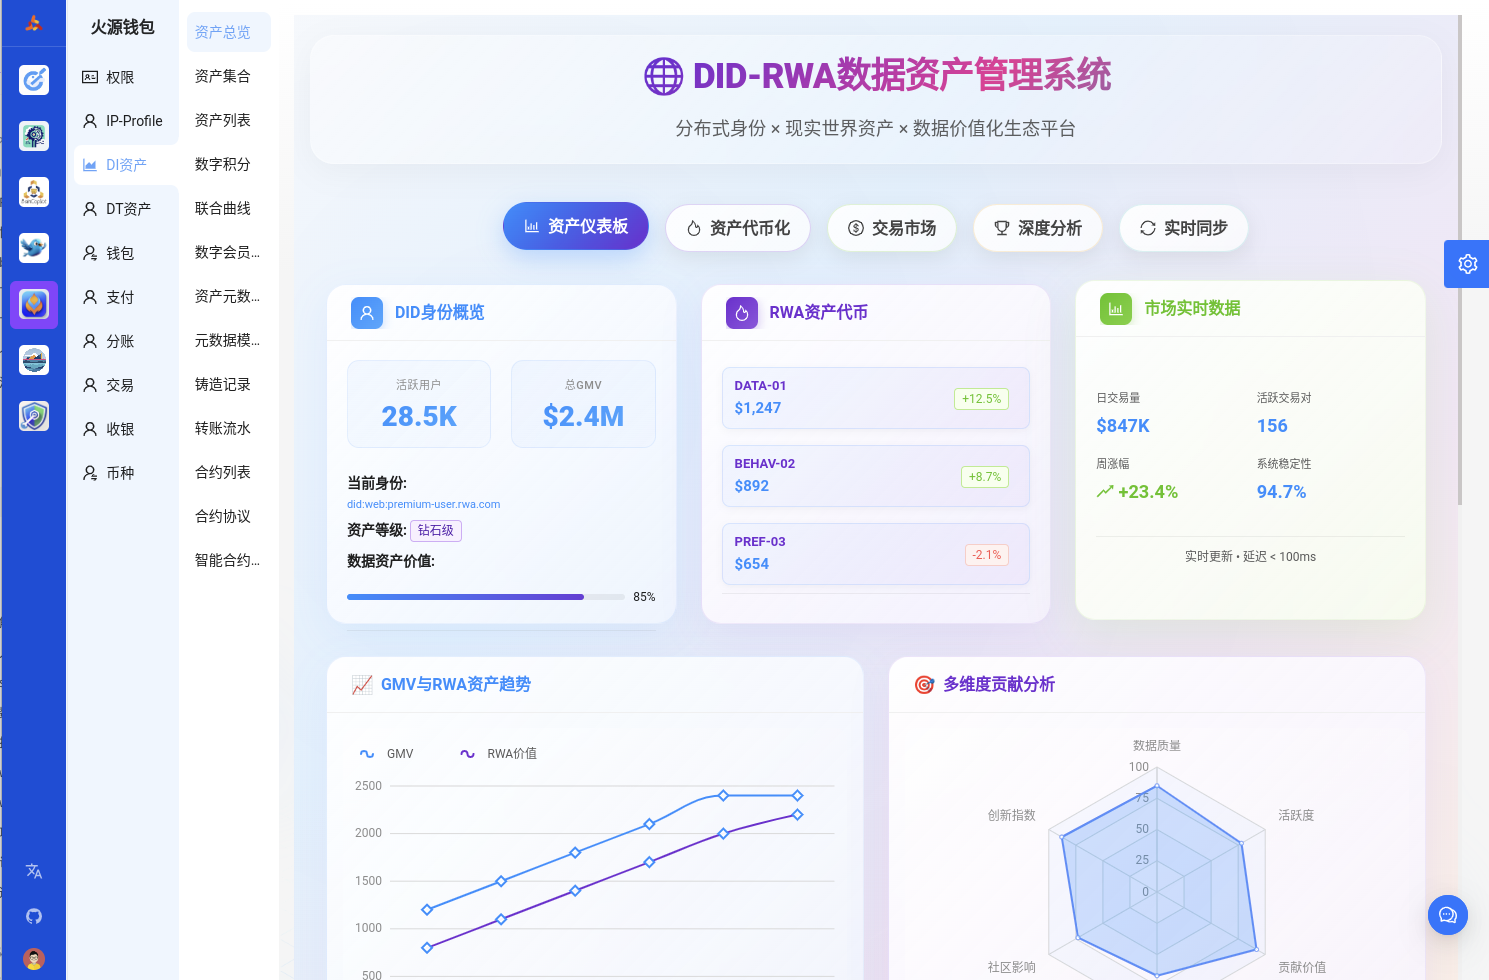 火源钱包
权限
IP-Profile
DI资产
DT资产
钱包
支付
分账
交易
收银
币种
资产总览
资产集合
资产列表
数字积分
联合曲线
数字会员...
资产元数...
元数据模...
铸造记录
转账流水
合约列表
合约协议
智能合约...
DID-RWA数据资产管理系统
分布式身份 × 现实世界资产 × 数据价值化生态平台
资产仪表板
资产代币化
交易市场
深度分析
实时同步
DID身份概览
活跃用户
28.5K
总GMV
$2.4M
当前身份:
did:web:premium-user.rwa.com
资产等级: 钻石级
数据资产价值:
85%
RWA资产代币
DATA-01
$1,247
+12.5%
BEHAV-02
$892
+8.7%
PREF-03
$654
-2.1%
市场实时数据
日交易量
$847K
活跃交易对
156
周涨幅
+23.4%
系统稳定性
94.7%
实时更新 • 延迟 < 100ms
GMV与RWA资产趋势
GMV
RWA价值
2500
2000
1500
1000
500
多维度贡献分析
数据质量
100
75
50
25
0
创新指数
活跃度
社区影响
贡献价值